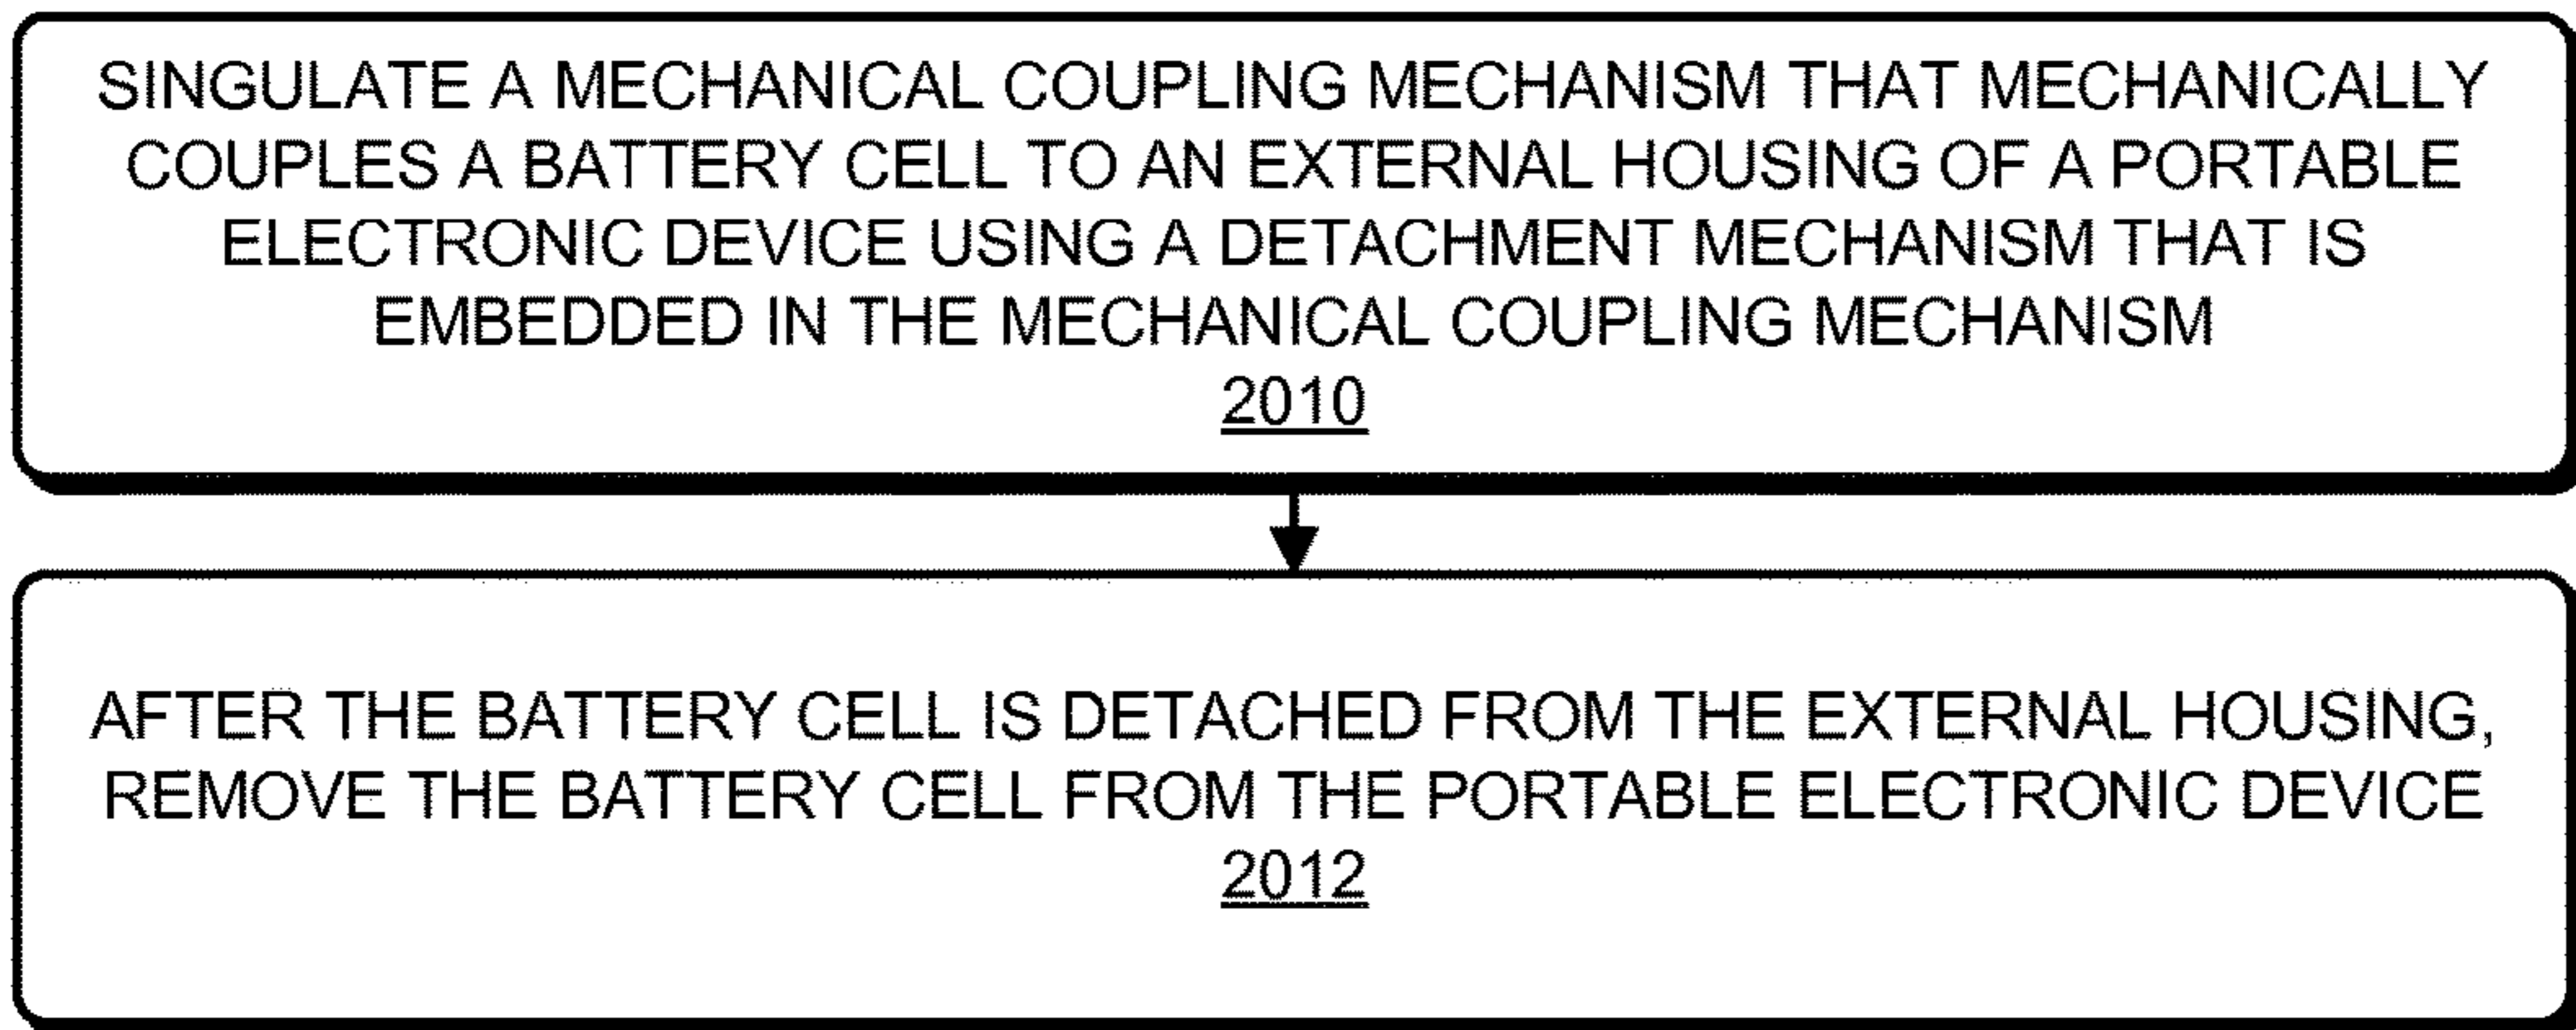 SINGULATE A MECHANICAL COUPLING MECHANISM THAT MECHANICALLY
COUPLES A BATTERY CELL TO AN EXTERNAL HOUSING OF A PORTABLE
ELECTRONIC DEVICE USING A DETACHMENT MECHANISM THAT IS
EMBEDDED IN THE MECHANICAL COUPLING MECHANISM
2010
AFTER THE BATTERY CELL IS DETACHED FROM THE EXTERNAL HOUSING,
REMOVE THE BATTERY CELL FROM THE PORTABLE ELECTRONIC DEVICE
2012